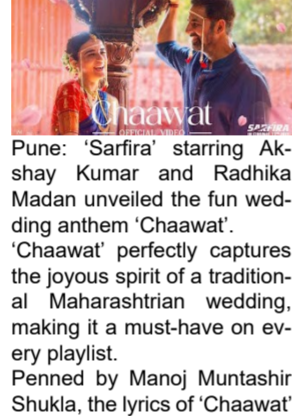 Chaawat
OFFICIAL VIDEO
SARFIRA
Pune: ‘Sarfira’ starring Ak-
shay Kumar and Radhika
Madan unveiled the fun wed-
ding anthem ‘Chaawat’.
‘Chaawat’ perfectly captures
the joyous spirit of a tradition-
al Maharashtrian wedding,
making it a must-have on ev-
ery playlist.
Penned by Manoj Muntashir
Shukla, the lyrics of ‘Chaawat’